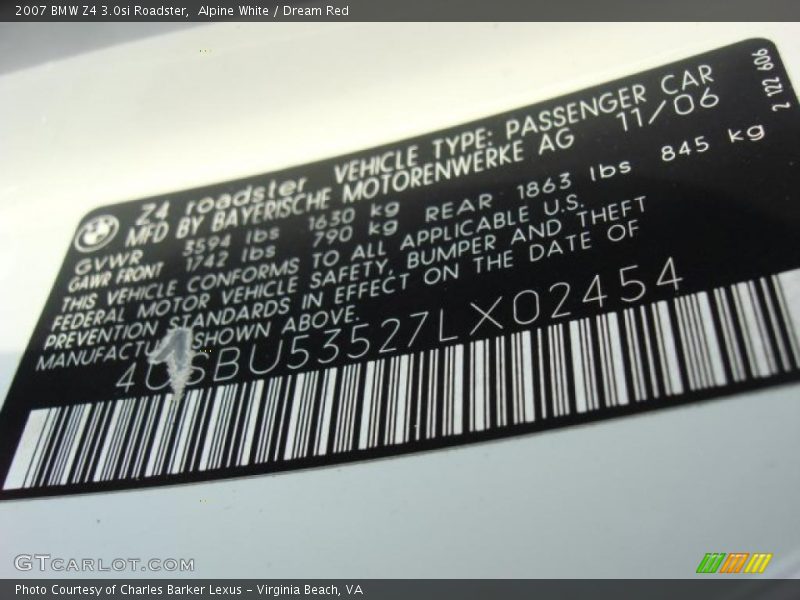 2007 BMW Z4 3.0si Roadster,  Alpine White / Dream Red
2 122 606
Z4 roadster VEHICLE TYPE: PASSENGER CAR
MFD BY BAYERISCHE MOTORENWERKE AG 11/06
GVWR 3594 lbs 1630 kg
GAWR FRONT 1742 lbs 790 kg REAR 1863 lbs 845 kg
THIS VEHICLE CONFORMS TO ALL APPLICABLE U.S.
FEDERAL MOTOR VEHICLE SAFETY, BUMPER AND THEFT
PREVENTION STANDARDS IN EFFECT ON THE DATE OF
MANUFACTU SHOWN ABOVE.
4USBU53527LX02454
GTCARLOT.COM
Photo Courtesy of Charles Barker Lexus - Virginia Beach, VA